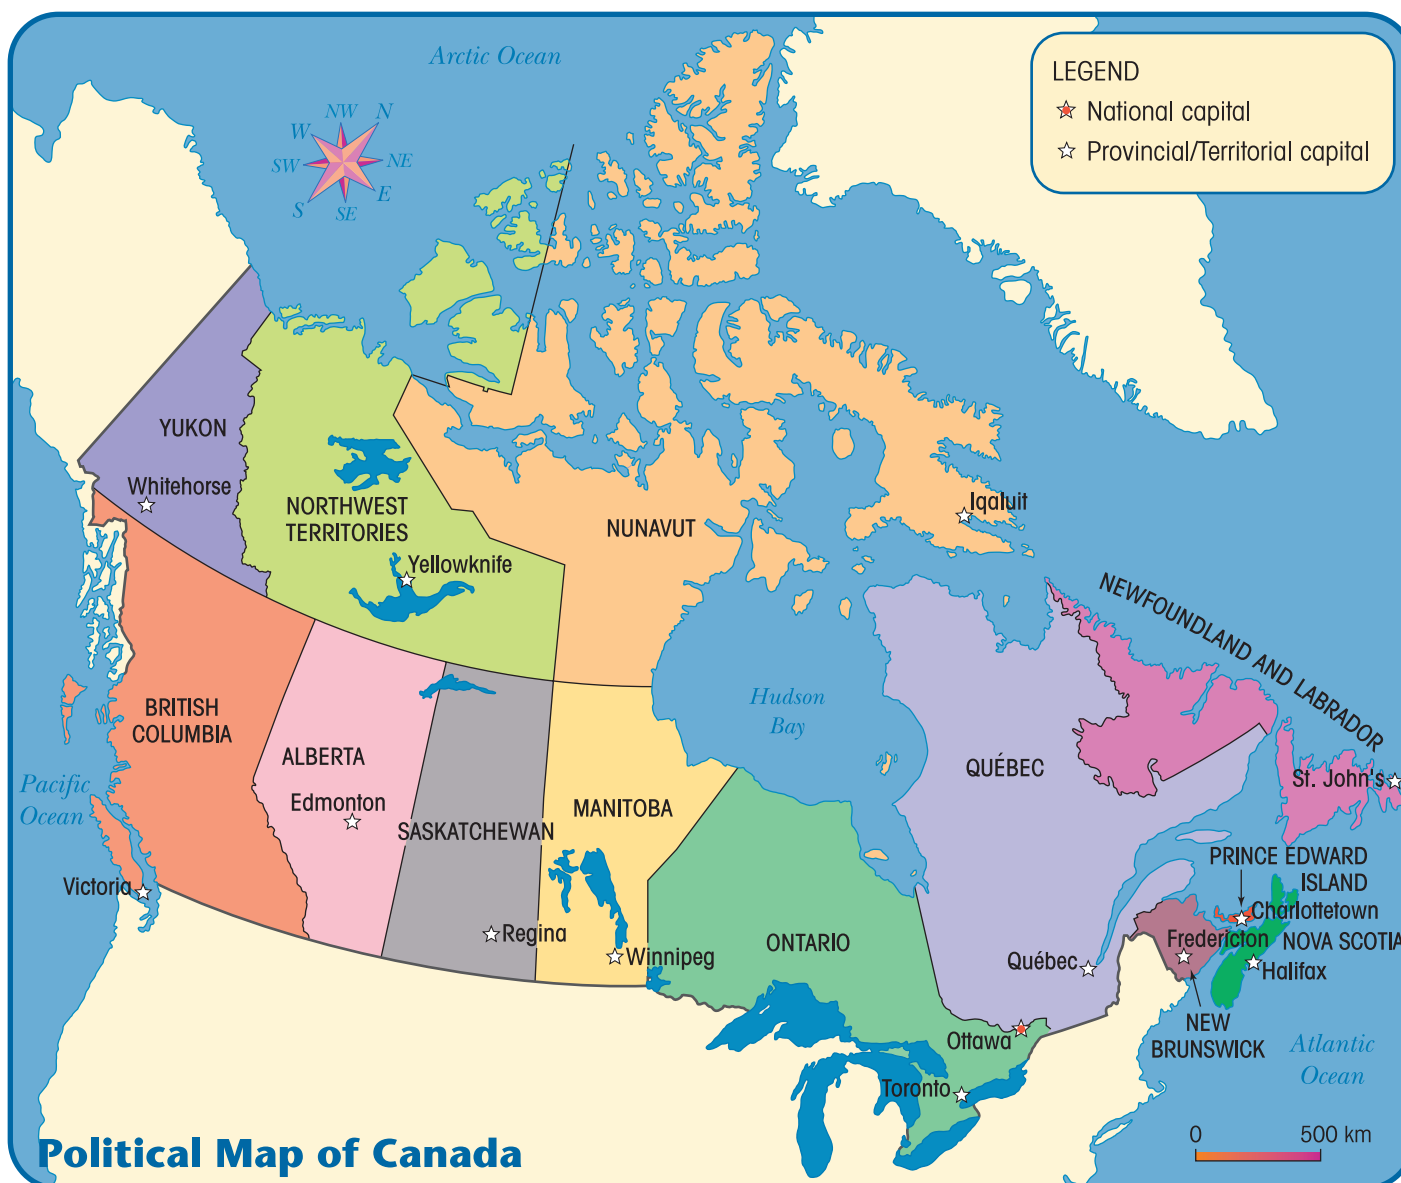 Arctic Ocean
LEGEND
National capital
Provincial/Territorial capital
NW
N
W
SW
NE
S
SE
E
YUKON
Whitehorse
NORTHWEST
TERRITORIES
Yellowknife
NUNAVUT
Iqaluit
NEWFOUNDLAND AND LABRADOR
BRITISH
COLUMBIA
Hudson
Bay
ALBERTA
Edmonton
QUÉBEC
St. John's
Pacific
Ocean
SASKATCHEWAN
MANITOBA
PRINCE EDWARD
ISLAND
Victoria
Charlottetown
Regina
Winnipeg
ONTARIO
Fredericton
NOVA SCOTIA
Québec
Halifax
Ottawa
NEW
BRUNSWICK
Atlantic
Ocean
Toronto
Political Map of Canada
0
500 km